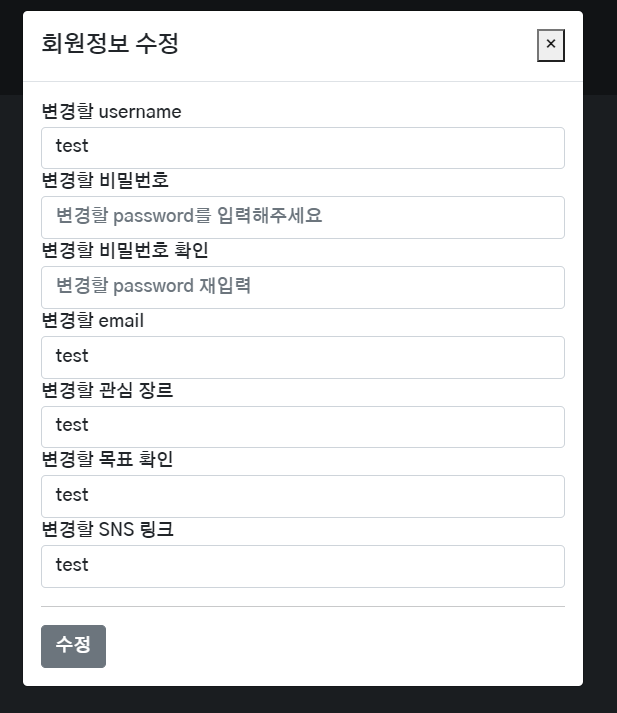 회원정보 수정
×
변경할 username
test
변경할 비밀번호
변경할 password를 입력해주세요
변경할 비밀번호 확인
변경할 password 재입력
변경할 email
test
변경할 관심 장르
test
변경할 목표 확인
test
변경할 SNS 링크
test
수정